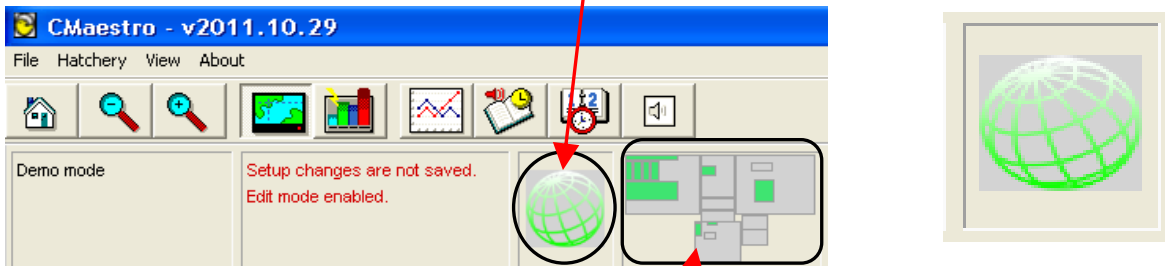 CMaestro - v2011.10.29
File Hatchery View About
Demo mode
Setup changes are not saved.
Edit mode enabled.